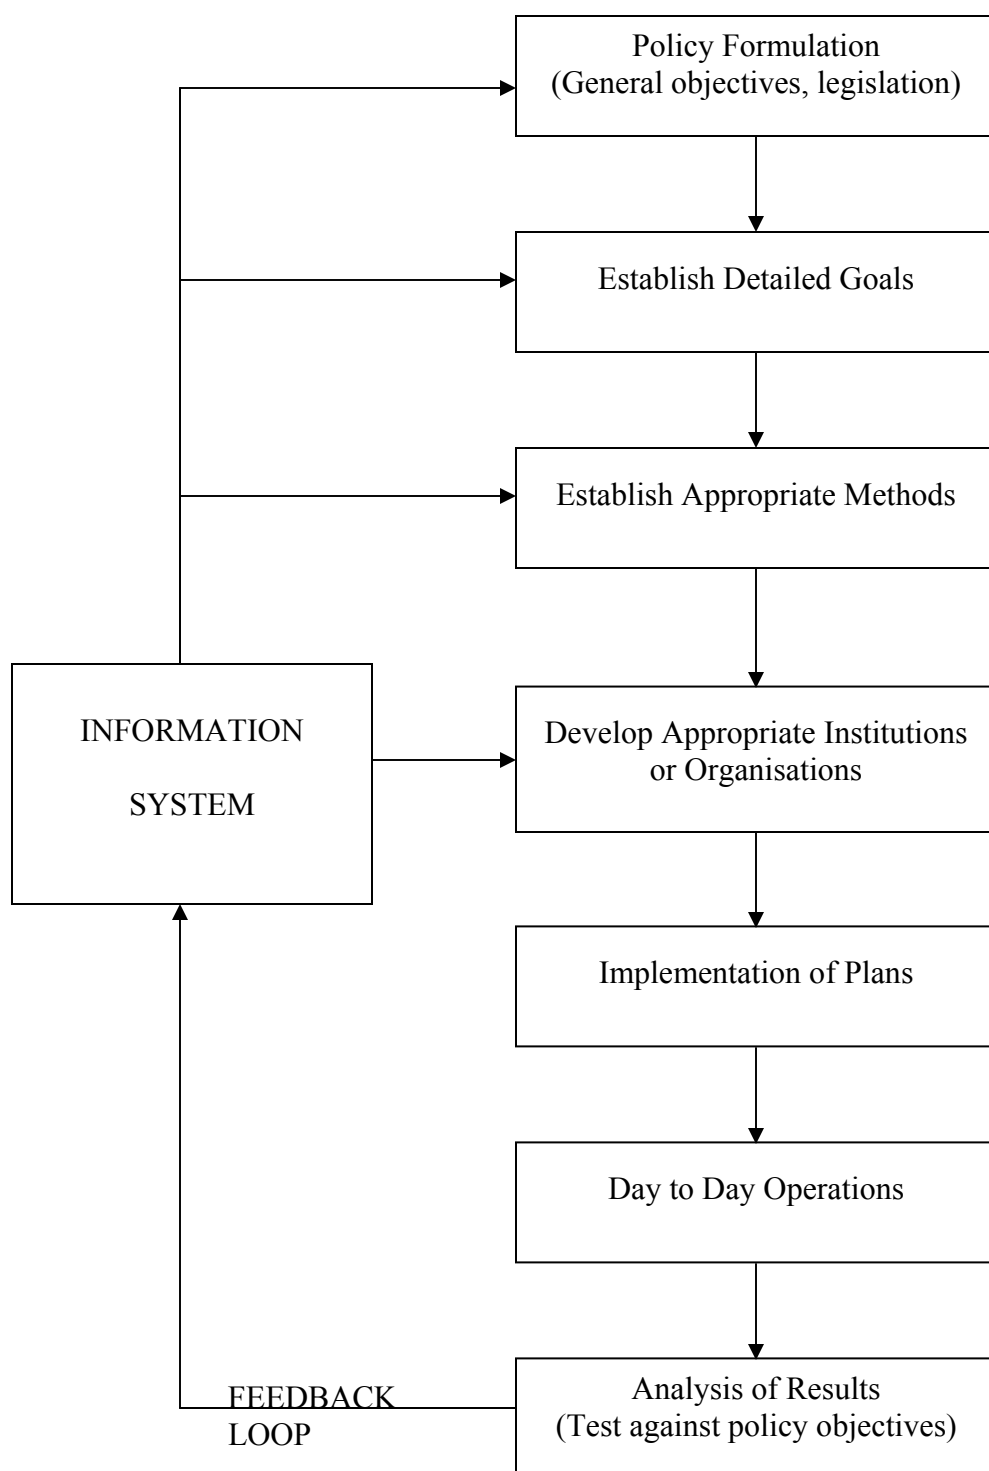 Policy Formulation
(General objectives, legislation)
Establish Detailed Goals
Establish Appropriate Methods
INFORMATION
SYSTEM
Develop Appropriate Institutions
or Organisations
Implementation of Plans
Day to Day Operations
FEEDBACK
LOOP
Analysis of Results
(Test against policy objectives)